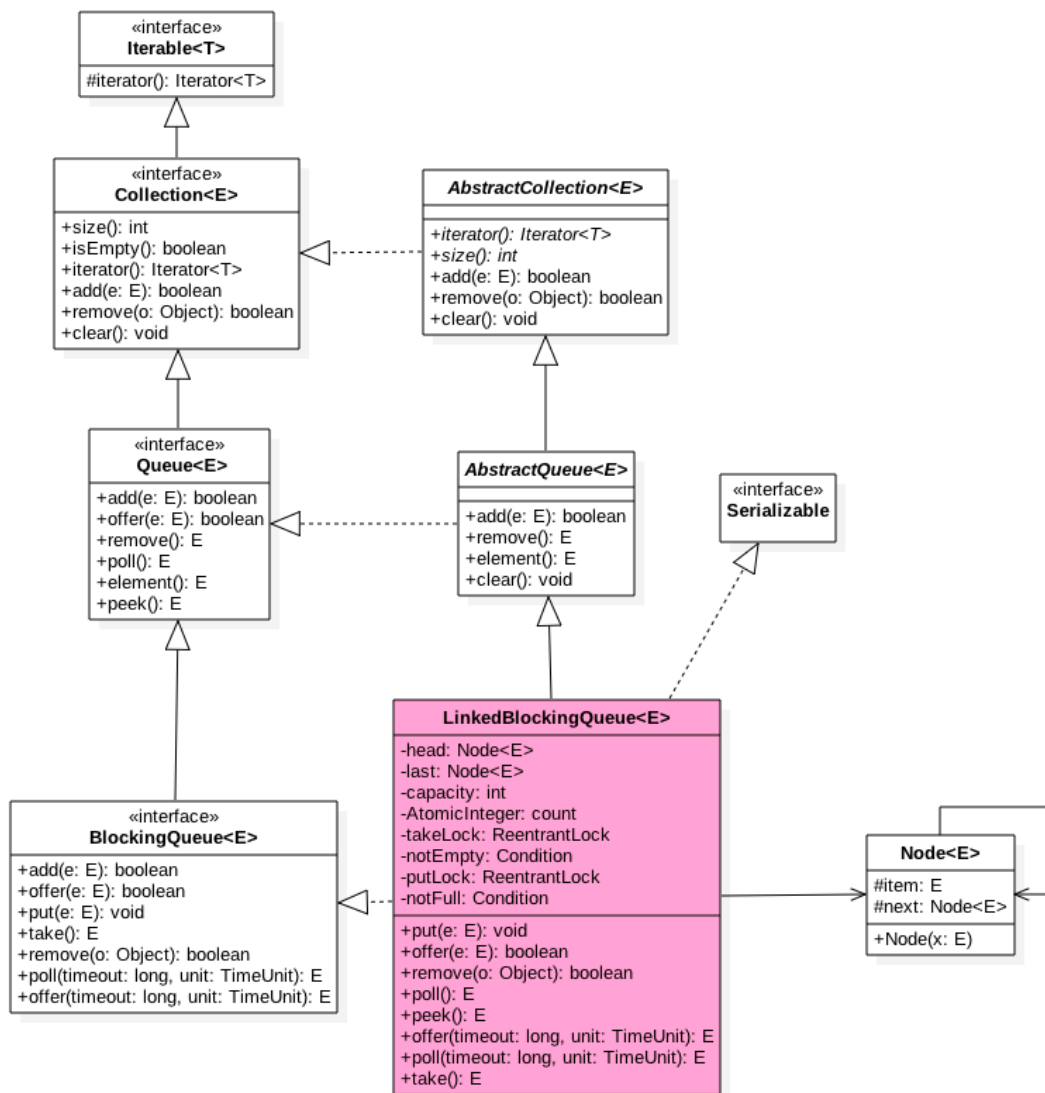 «interface»
Iterable<T>
#iterator(): Iterator<T>
«interface»
Collection<E>
+size(): int
+isEmpty(): boolean
+iterator(): Iterator<T>
+add(e: E): boolean
+remove(o: Object): boolean
+clear(): void
AbstractCollection<E>
+iterator(): Iterator<T>
+size(): int
+add(e: E): boolean
+remove(o: Object): boolean
+clear(): void
«interface»
Queue<E>
+add(e: E): boolean
+offer(e: E): boolean
+remove(): E
+poll(): E
+element(): E
+peek(): E
AbstractQueue<E>
+add(e: E): boolean
+remove(): E
+element(): E
+clear(): void
«interface»
Serializable
«interface»
BlockingQueue<E>
+add(e: E): boolean
+offer(e: E): boolean
+put(e: E): void
+take(): E
+remove(o: Object): boolean
+poll(timeout: long, unit: TimeUnit): E
+offer(timeout: long, unit: TimeUnit): E
LinkedBlockingQueue<E>
-head: Node<E>
-last: Node<E>
-capacity: int
-AtomicInteger: count
-takeLock: ReentrantLock
-notEmpty: Condition
-putLock: ReentrantLock
-notFull: Condition
+put(e: E): void
+offer(e: E): boolean
+remove(o: Object): boolean
+poll(): E
+peek(): E
+offer(timeout: long, unit: TimeUnit): E
+poll(timeout: long, unit: TimeUnit): E
+take(): E
Node<E>
#item: E
#next: Node<E>
+Node(x: E)